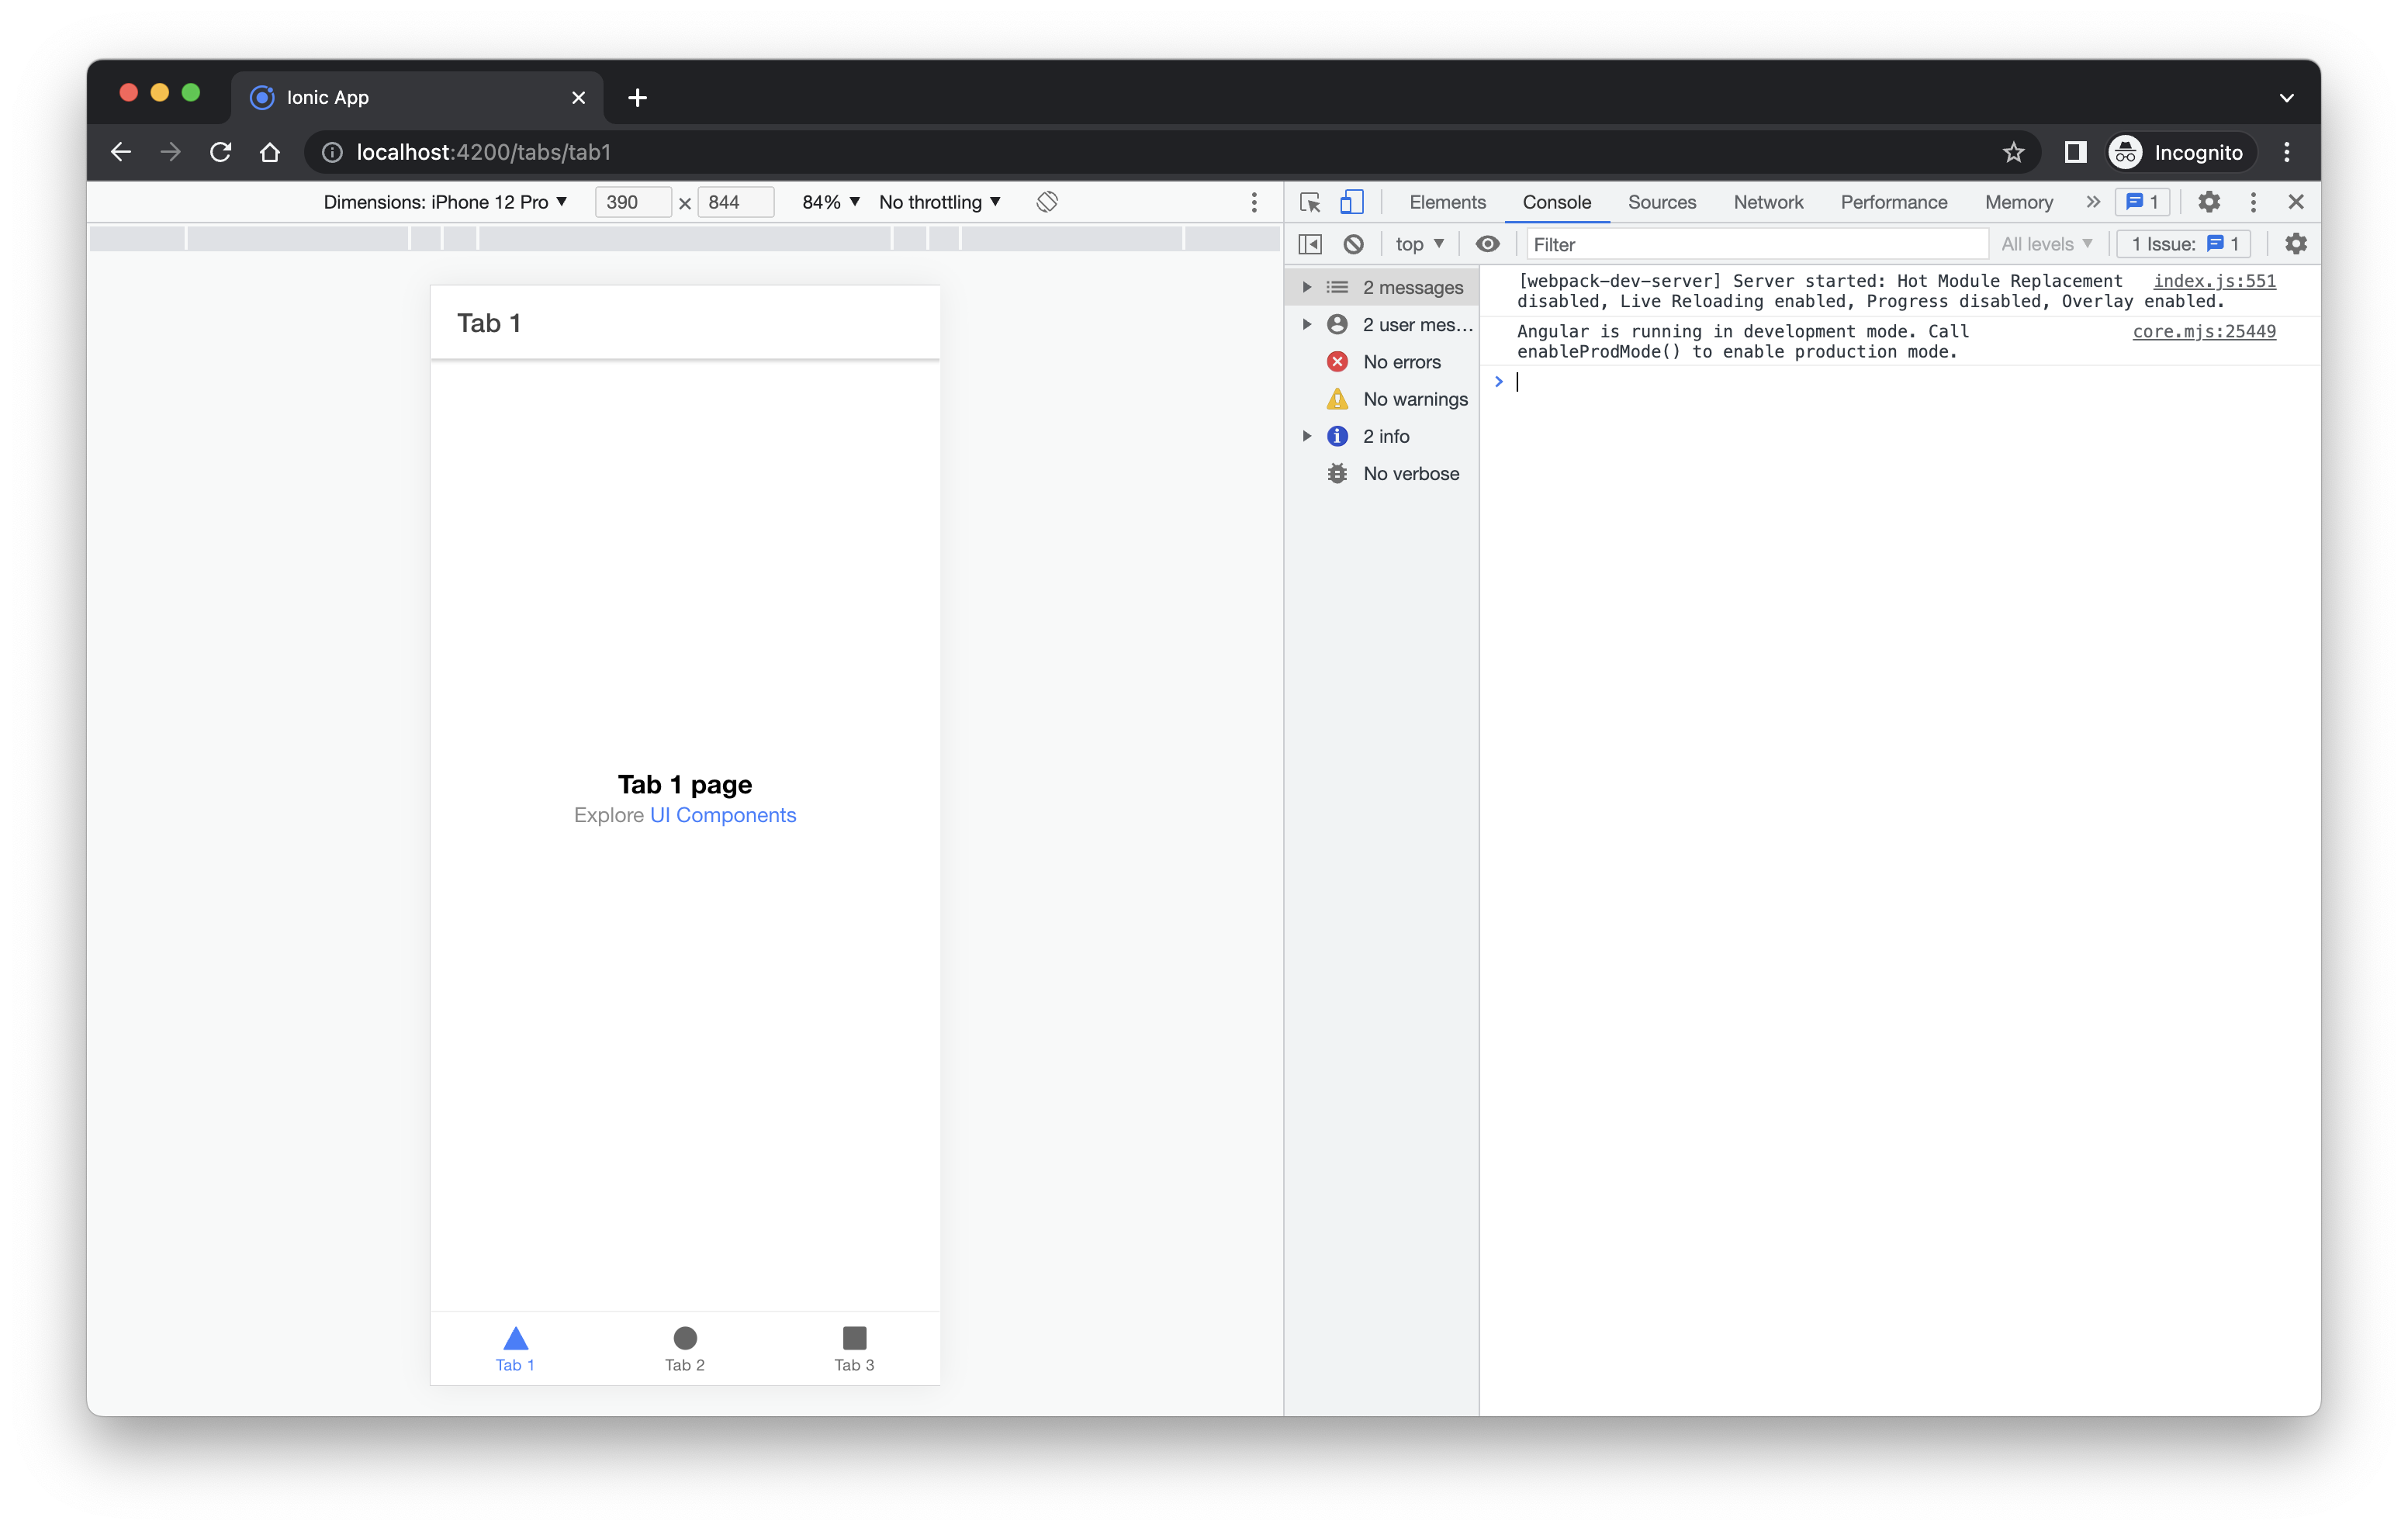 Ionic App
localhost:4200/tabs/tab1
Incognito
Dimensions: iPhone 12 Pro ▼ 390 × 844 84% ▼ No throttling ▼
Elements Console Sources Network Performance Memory » 1
top ▼ Filter All levels ▼ 1 Issue: 1
2 messages
2 user mes...
No errors
No warnings
2 info
No verbose
[webpack-dev-server] Server started: Hot Module Replacement index.js:551
disabled, Live Reloading enabled, Progress disabled, Overlay enabled.
Angular is running in development mode. Call core.mjs:25449
enableProdMode() to enable production mode.
>
Tab 1
Tab 1 page
Explore UI Components
Tab 1 Tab 2 Tab 3